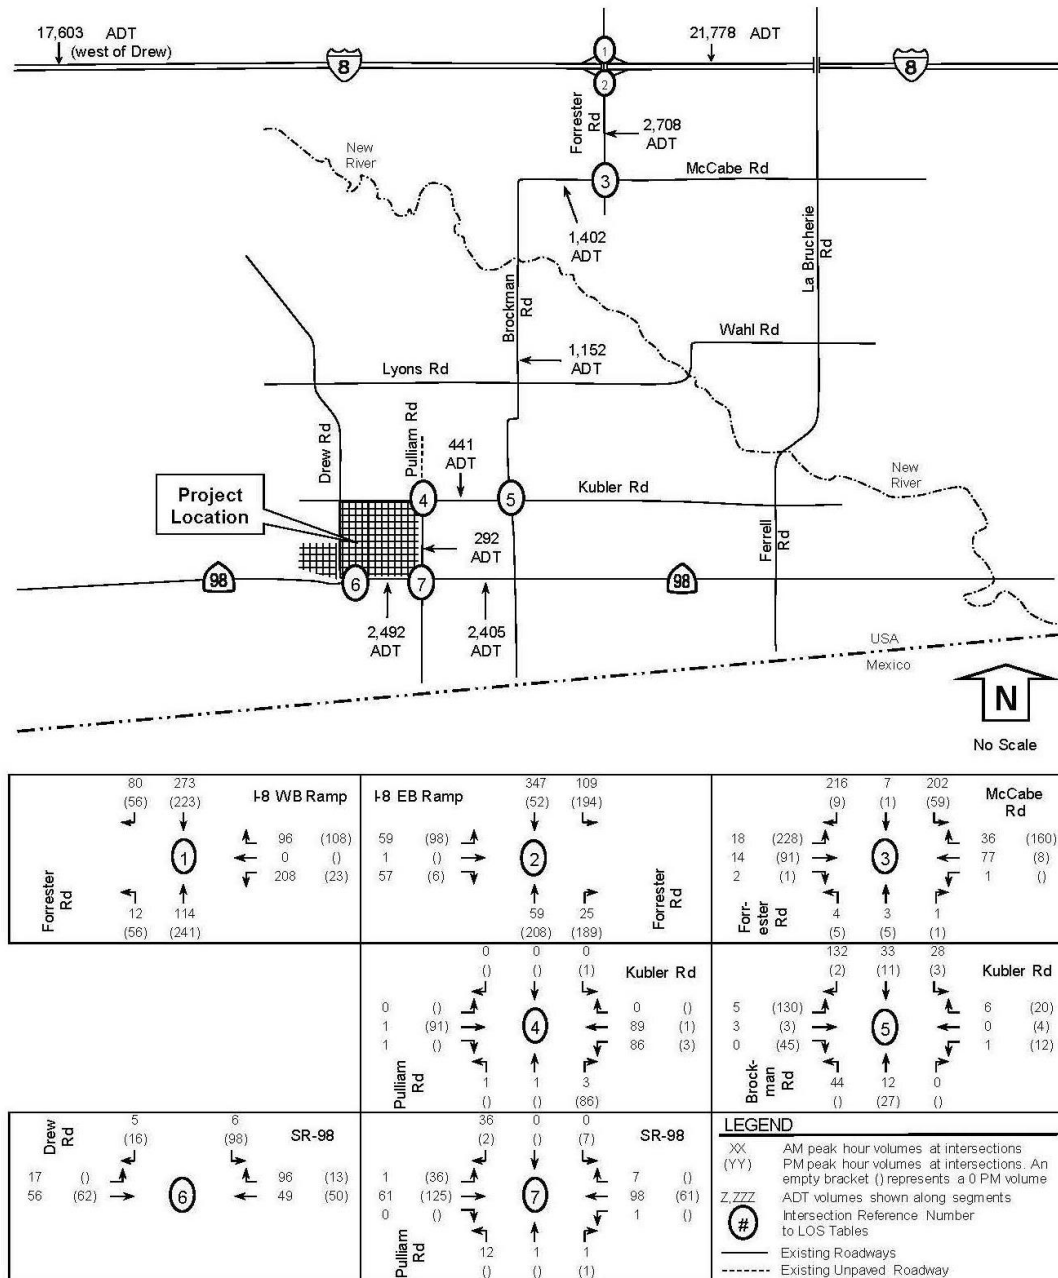 17,603 ADT
(west of Drew)
21,778 ADT
8
8
1
2
Forrester Rd
2,708
ADT
New
River
3
McCabe Rd
1,402
ADT
La Brucherie Rd
Brockman Rd
Wahl Rd
1,152
ADT
Lyons Rd
Drew Rd
Pulliam Rd
441
ADT
New
River
Project
Location
4
5
Kubler Rd
292
ADT
Ferrell Rd
98
6
7
98
2,492
ADT
2,405
ADT
USA
Mexico
N
No Scale
80 273
(56) (223)
I-8 WB Ramp
96 (108)
1
0 ()
208 (23)
Forrester Rd
12 114
(56) (241)
I-8 EB Ramp
347 109
(52) (194)
59 (98)
1 ()
2
57 (6)
59 25
(208) (189)
Forrester Rd
216 7 202
(9) (1) (59)
McCabe
Rd
18 (228)
36 (160)
14 (91)
3
77 (8)
2 (1)
1 ()
Forr-
ester
Rd
4 3 1
(5) (5) (1)
0 0 0
() () (1)
Kubler Rd
0 ()
0 ()
1 (91)
4
89 (1)
1 ()
86 (3)
Pulliam Rd
1 1 3
() () (86)
132 33 28
(2) (11) (3)
Kubler Rd
5 (130)
6 (20)
3 (3)
5
0 (4)
0 (45)
1 (12)
Brock-
man
Rd
44 12 0
() (27) ()
Drew Rd
5 6
(16) (98)
SR-98
17 ()
96 (13)
56 (62)
6
49 (50)
36 0 0
(2) () (7)
SR-98
1 (36)
7 ()
61 (125)
7
98 (61)
0 ()
1 ()
Pulliam Rd
12 1 1
() () (1)
LEGEND
XX AM peak hour volumes at intersections
(YY) PM peak hour volumes at intersections. An
empty bracket () represents a 0 PM volume
Z,ZZZ ADT volumes shown along segments
# Intersection Reference Number
to LOS Tables
Existing Roadways
Existing Unpaved Roadway